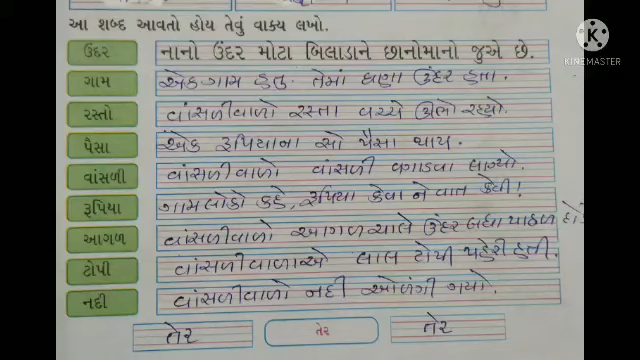 આ શબ્દ આવતો હોય તેવું વાક્ય લખો.
KINEMASTER
ઉંદર નાનો ઉંદર મોટા બિલાડાને છાનોમાનો જુએ છે.
ગામ એક ગામ હતુ. તેમાં ઘણા ઉંદર હતા.
રસ્તો વાંસળીવાળો રસ્તા વચ્ચે ઊભો રહ્યો.
પૈસા એક રૂપિયાના સો પૈસા થાય.
વાંસળી વાંસળીવાળો વાંસળી વગાડવા લાગ્યો.
રૂપિયા ગામલોકો કહે, રૂપિયા કેવા ને વાત કેવી!
આગળ વાંસળીવાળો આગળ ચાલે ઉંદર બધા પાછળ
ટોપી વાંસળીવાળાએ લાલ ટોપી પહેરી હતી.
નદી વાંસળીવાળો નદી ઓળંગી ગયો.
તેર તેર તેર